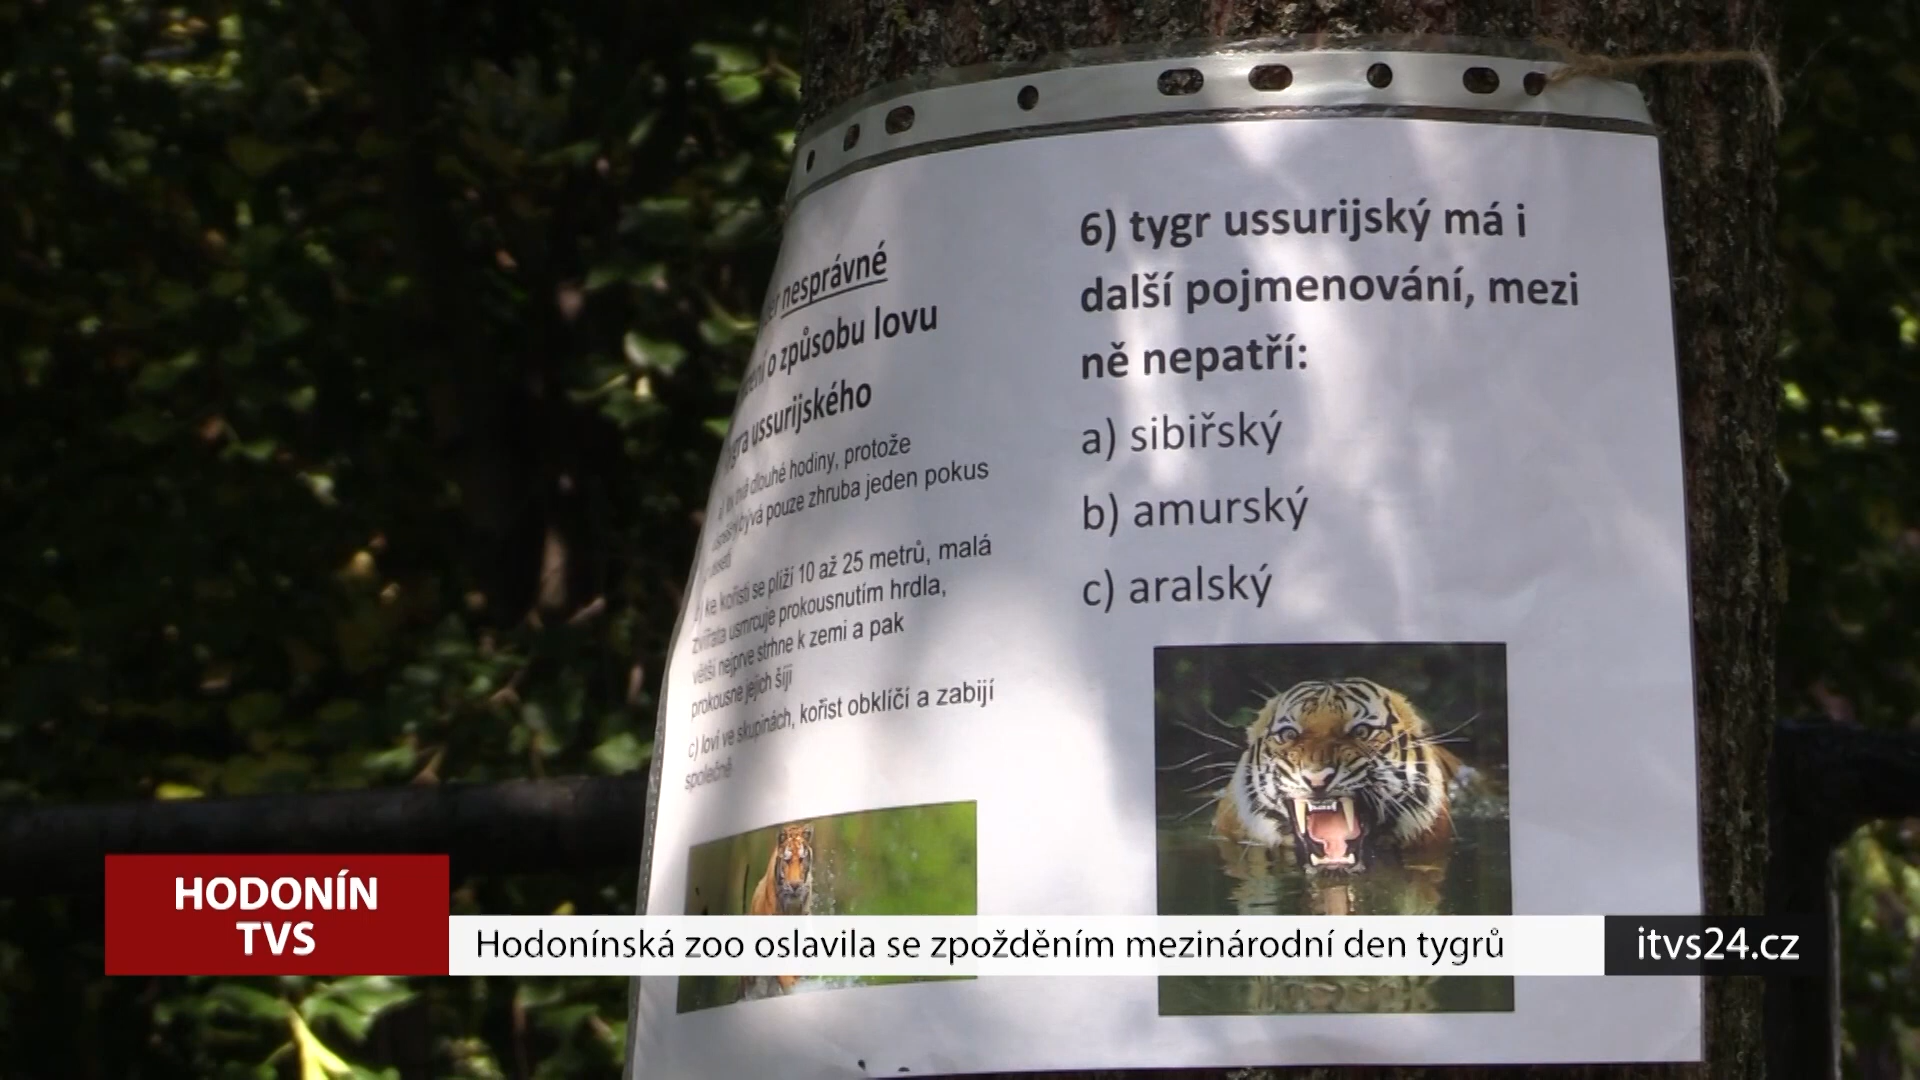 nesprávné
o způsobu lovu
ussurijského
dlouhé hodiny, protože
bývá pouze zhruba jeden pokus
b) ke kořisti se plíží 10 až 25 metrů, malá
zvířata usmrcuje prokousnutím hrdla,
větší nejprve strhne k zemi a pak
prokousne jejich šíji
c) loví ve skupinách, kořist obklíčí a zabijí
společně
6) tygr ussurijský má i
další pojmenování, mezi
ně nepatří:
a) sibiřský
b) amurský
c) aralský
HODONÍN
TVS
Hodonínská zoo oslavila se zpožděním mezinárodní den tygrů
itvs24.cz